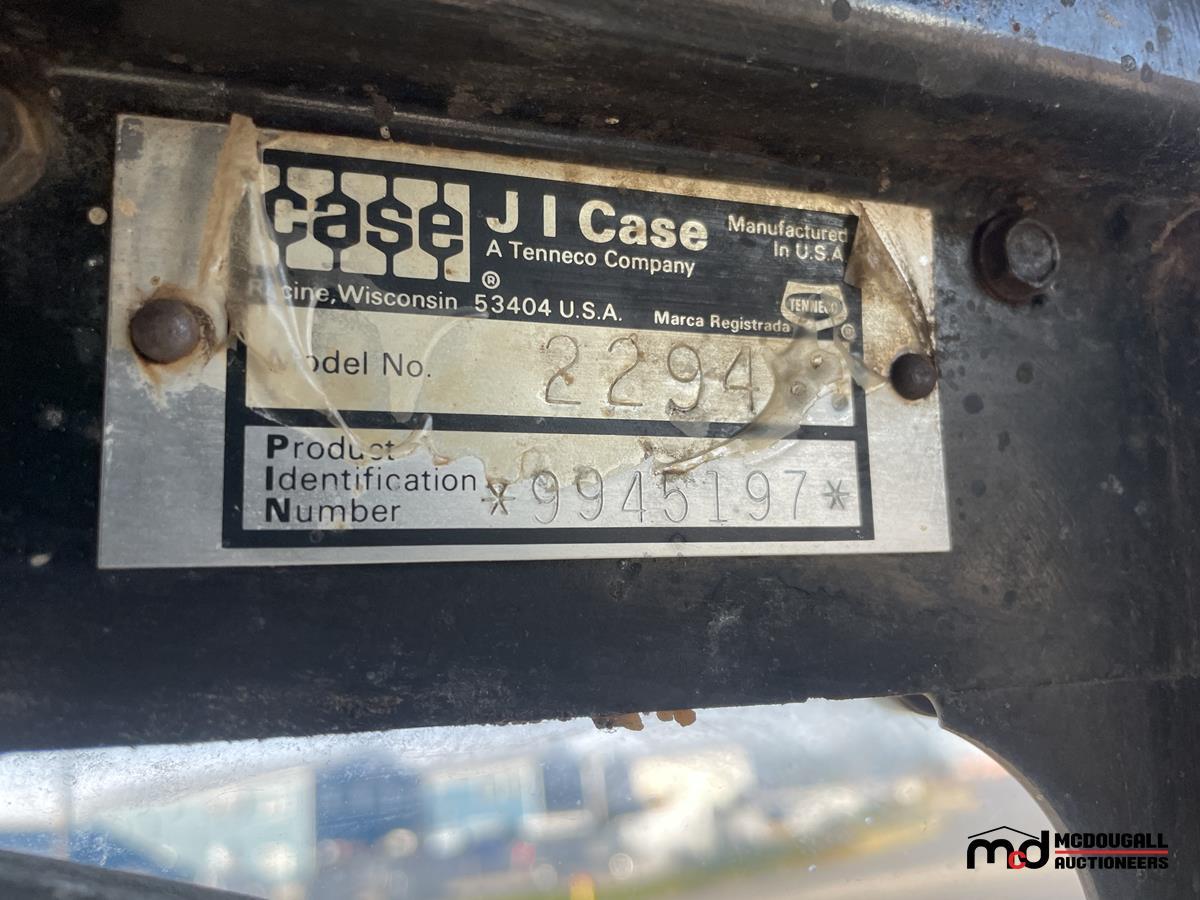 case
J I Case
Manufactured
In U.S.A.
A Tenneco Company
®
Racine, Wisconsin 53404 U.S.A.
Marca Registrada
TENNECO
®
Model No. 2294
Product
Identification
Number
*9945197*
md
MCDOUGALL
AUCTIONEERS